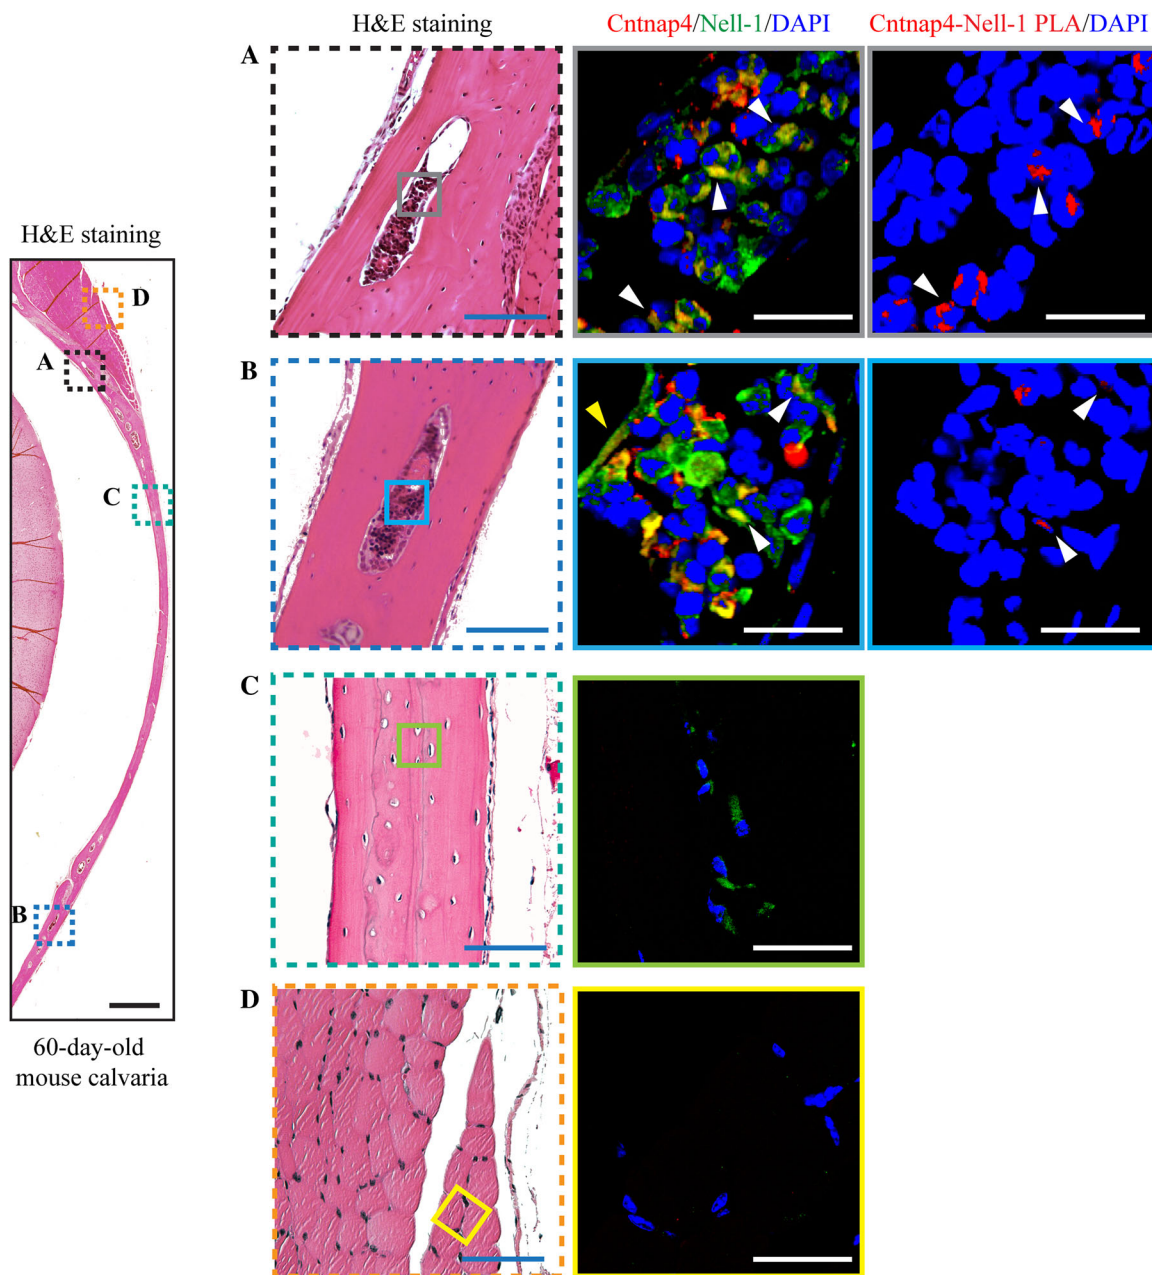 H&E staining
Cntnap4/Nell-1/DAPI
Cntnap4-Nell-1 PLA/DAPI
A
H&E staining
D
A
C
B
60-day-old
mouse calvaria
B
C
D